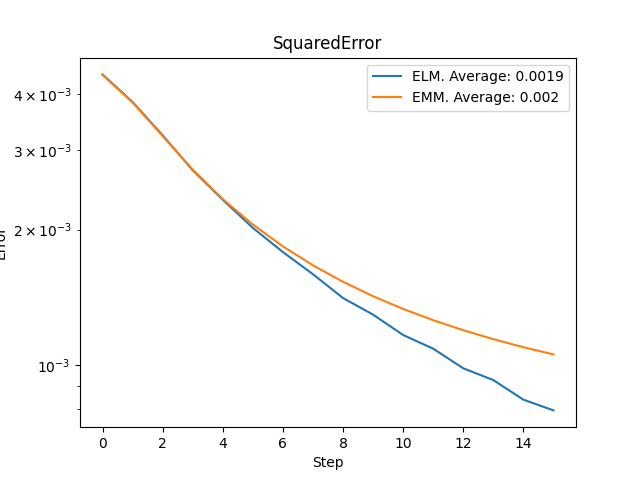 SquaredError
ELM. Average: 0.0019
EMM. Average: 0.002
4 × 10⁻³
3 × 10⁻³
2 × 10⁻³
10⁻³
Error
0 2 4 6 8 10 12 14
Step